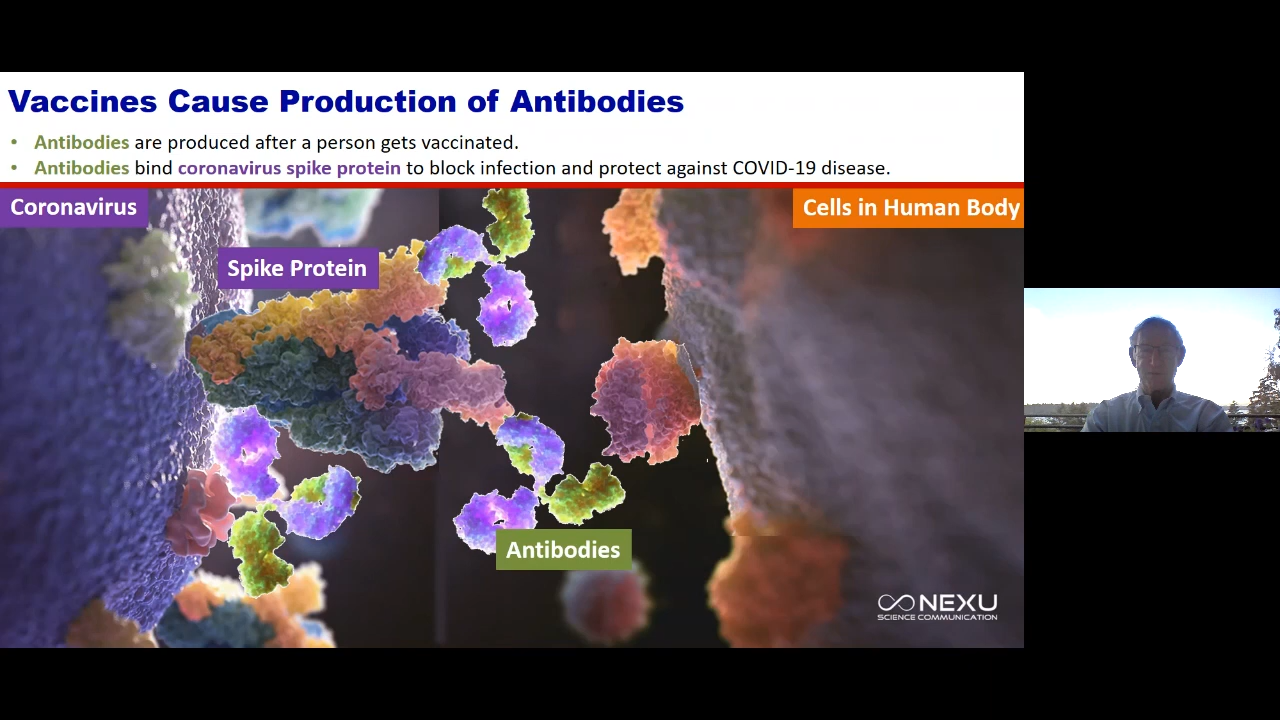 Vaccines Cause Production of Antibodies
• Antibodies are produced after a person gets vaccinated.
• Antibodies bind coronavirus spike protein to block infection and protect against COVID-19 disease.
Coronavirus
Cells in Human Body
Spike Protein
Antibodies
NEXU
SCIENCE COMMUNICATION